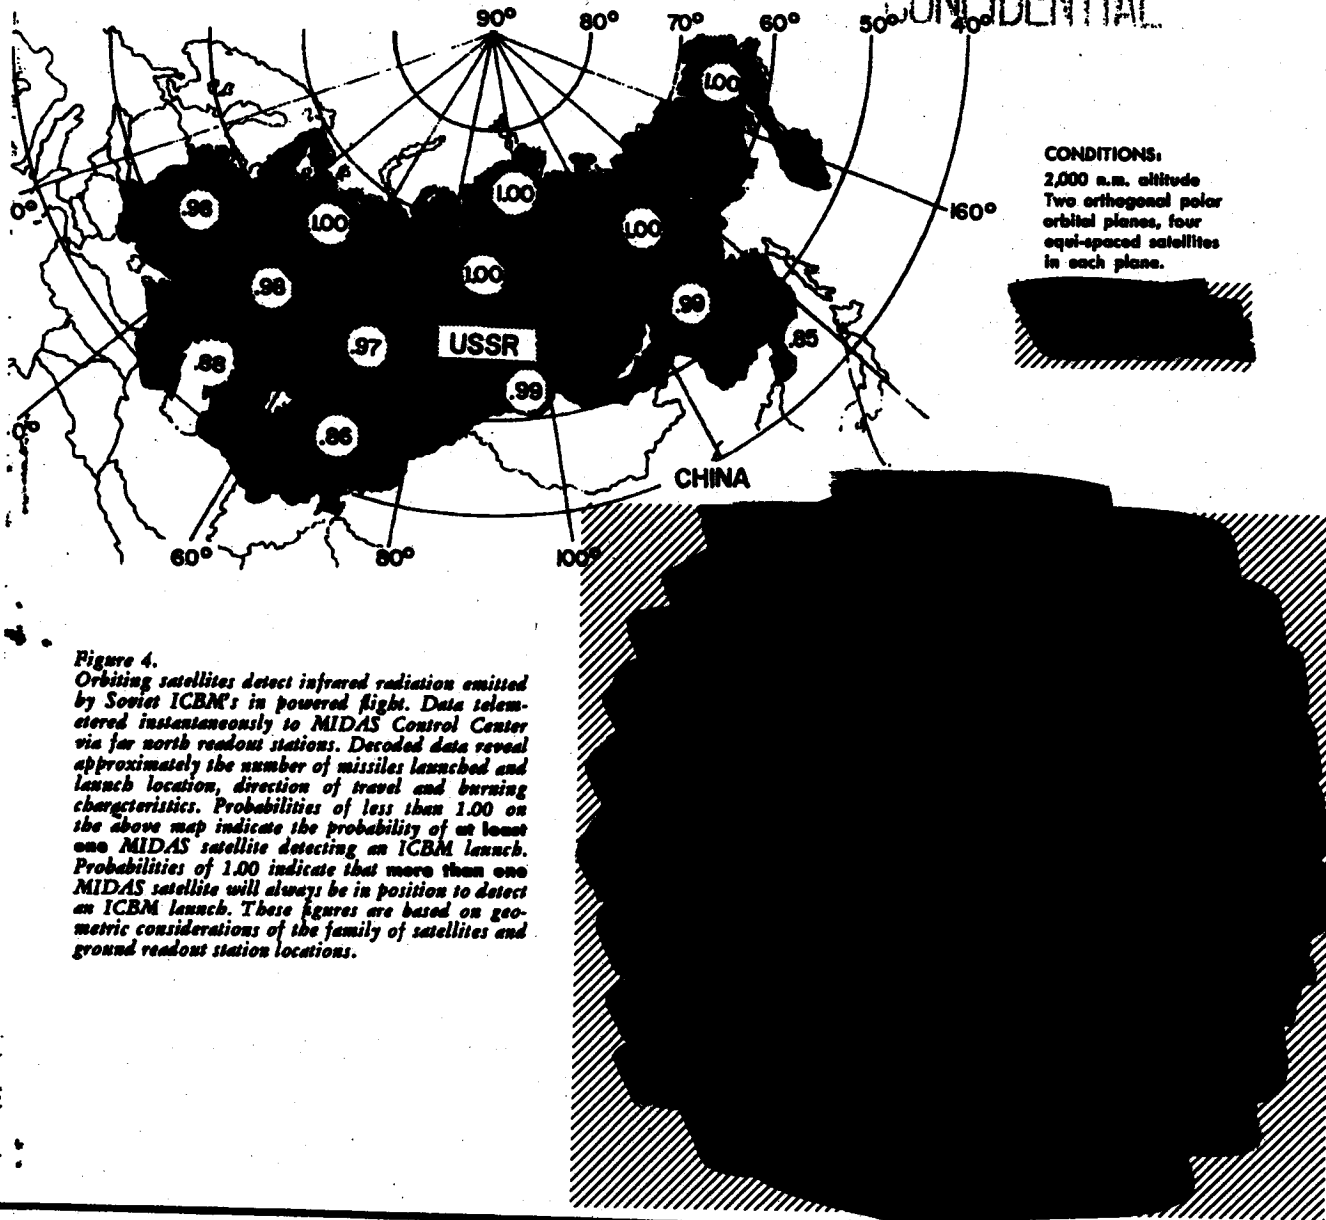 CONFIDENTIAL
90° 80° 70° 60° 50° 40°
1.00
CONDITIONS:
2,000 n.m. altitude
Two orthogonal polar
orbital planes, four
equi-spaced satellites
in each plane.
.98
1.00
1.00
1.00
160°
0°
.98
1.00
.99
.88
.97
USSR
.85
.99
0°
.86
CHINA
60° 80° 100°
Figure 4.
Orbiting satellites detect infrared radiation emitted
by Soviet ICBM's in powered flight. Data telem-
etered instantaneously to MIDAS Control Center
via far north readout stations. Decoded data reveal
approximately the number of missiles launched and
launch location, direction of travel and burning
characteristics. Probabilities of less than 1.00 on
the above map indicate the probability of at least
one MIDAS satellite detecting an ICBM launch.
Probabilities of 1.00 indicate that more than one
MIDAS satellite will always be in position to detect
an ICBM launch. These figures are based on geo-
metric considerations of the family of satellites and
ground readout station locations.